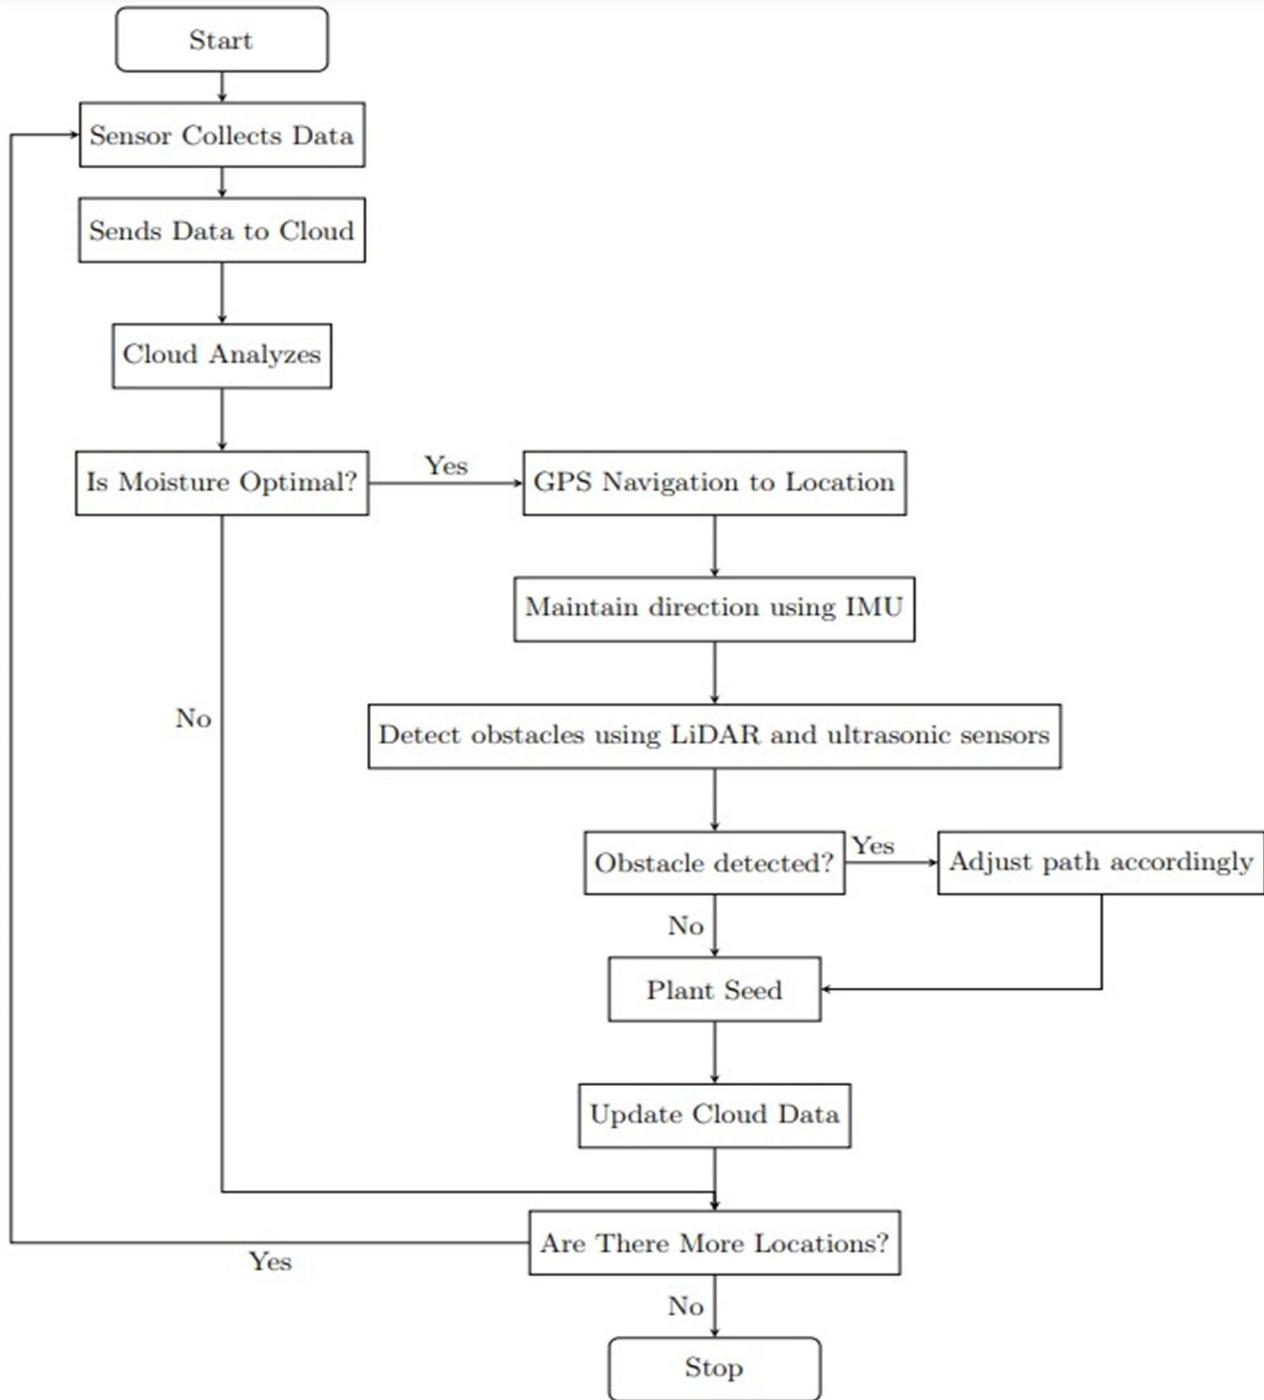 Start
Sensor Collects Data
Sends Data to Cloud
Cloud Analyzes
Is Moisture Optimal?
Yes
GPS Navigation to Location
Maintain direction using IMU
No
Detect obstacles using LiDAR and ultrasonic sensors
Obstacle detected?
Yes
Adjust path accordingly
No
Plant Seed
Update Cloud Data
Are There More Locations?
Yes
No
Stop